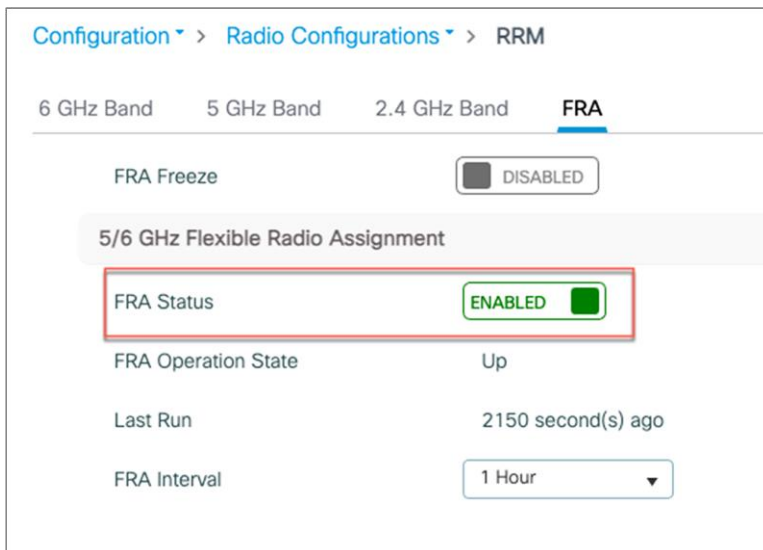 Configuration > Radio Configurations > RRM
6 GHz Band 5 GHz Band 2.4 GHz Band FRA
FRA Freeze DISABLED
5/6 GHz Flexible Radio Assignment
FRA Status ENABLED
FRA Operation State Up
Last Run 2150 second(s) ago
FRA Interval 1 Hour